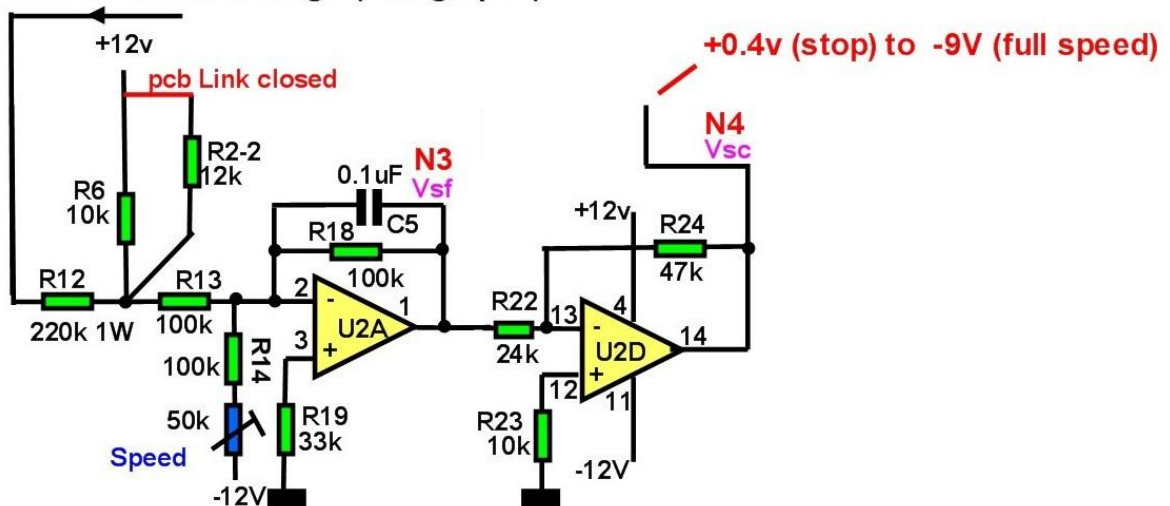 +12v
+0.4v (stop) to -9V (full speed)
pcb Link closed
R2-2
12k
R6
10k
0.1uF
C5
N3
Vsf
N4
Vsc
+12v
R24
47k
R18
100k
R12
220k 1W
R13
100k
2
-
1
3
+
U2A
R22
24k
13
-
4
14
12
+
U2D
11
R14
100k
50k
Speed
-12V
R19
33k
R23
10k
-12V